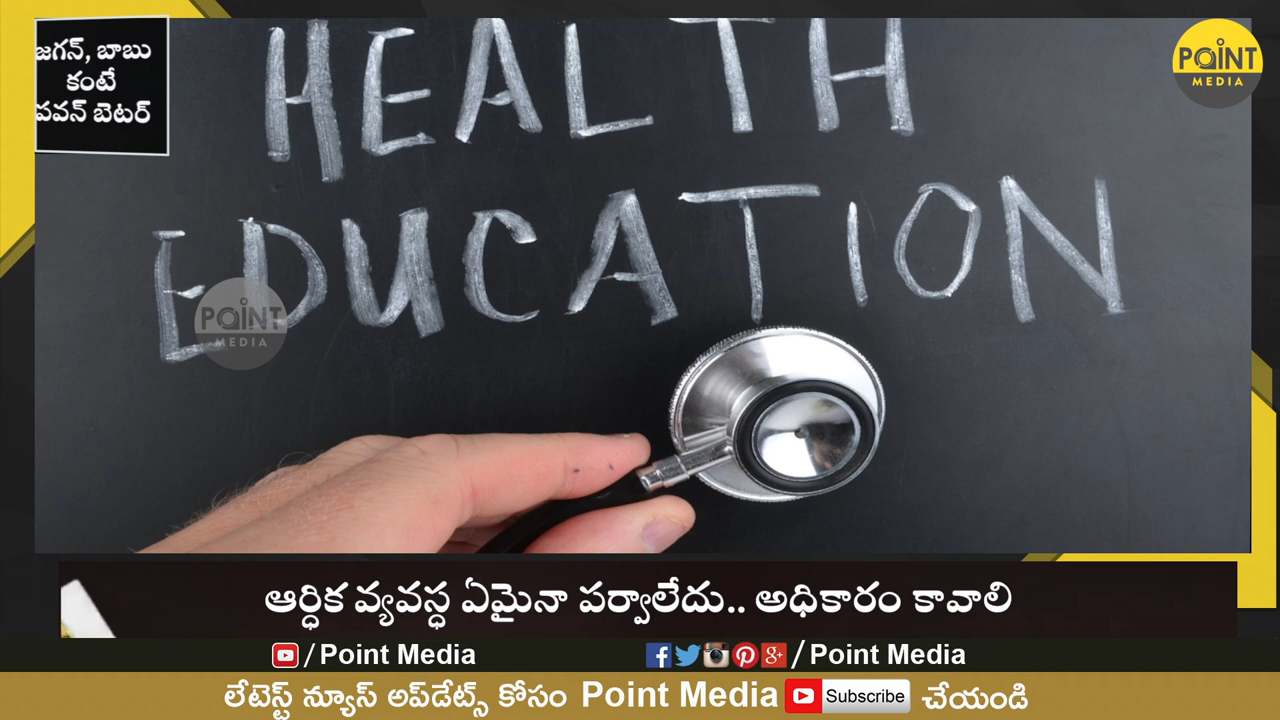 జగన్, బాబు
కంటే
పవన్ బెటర్
POINT
MEDIA
HEALTH
EDUCATION
POINT
MEDIA
ఆర్ధిక వ్యవస్ధ ఏమైనా పర్వాలేదు.. అధికారం కావాలి
/ Point Media
/ Point Media
లేటెస్ట్ న్యూస్ అప్‌డేట్స్ కోసం Point Media Subscribe చేయండి